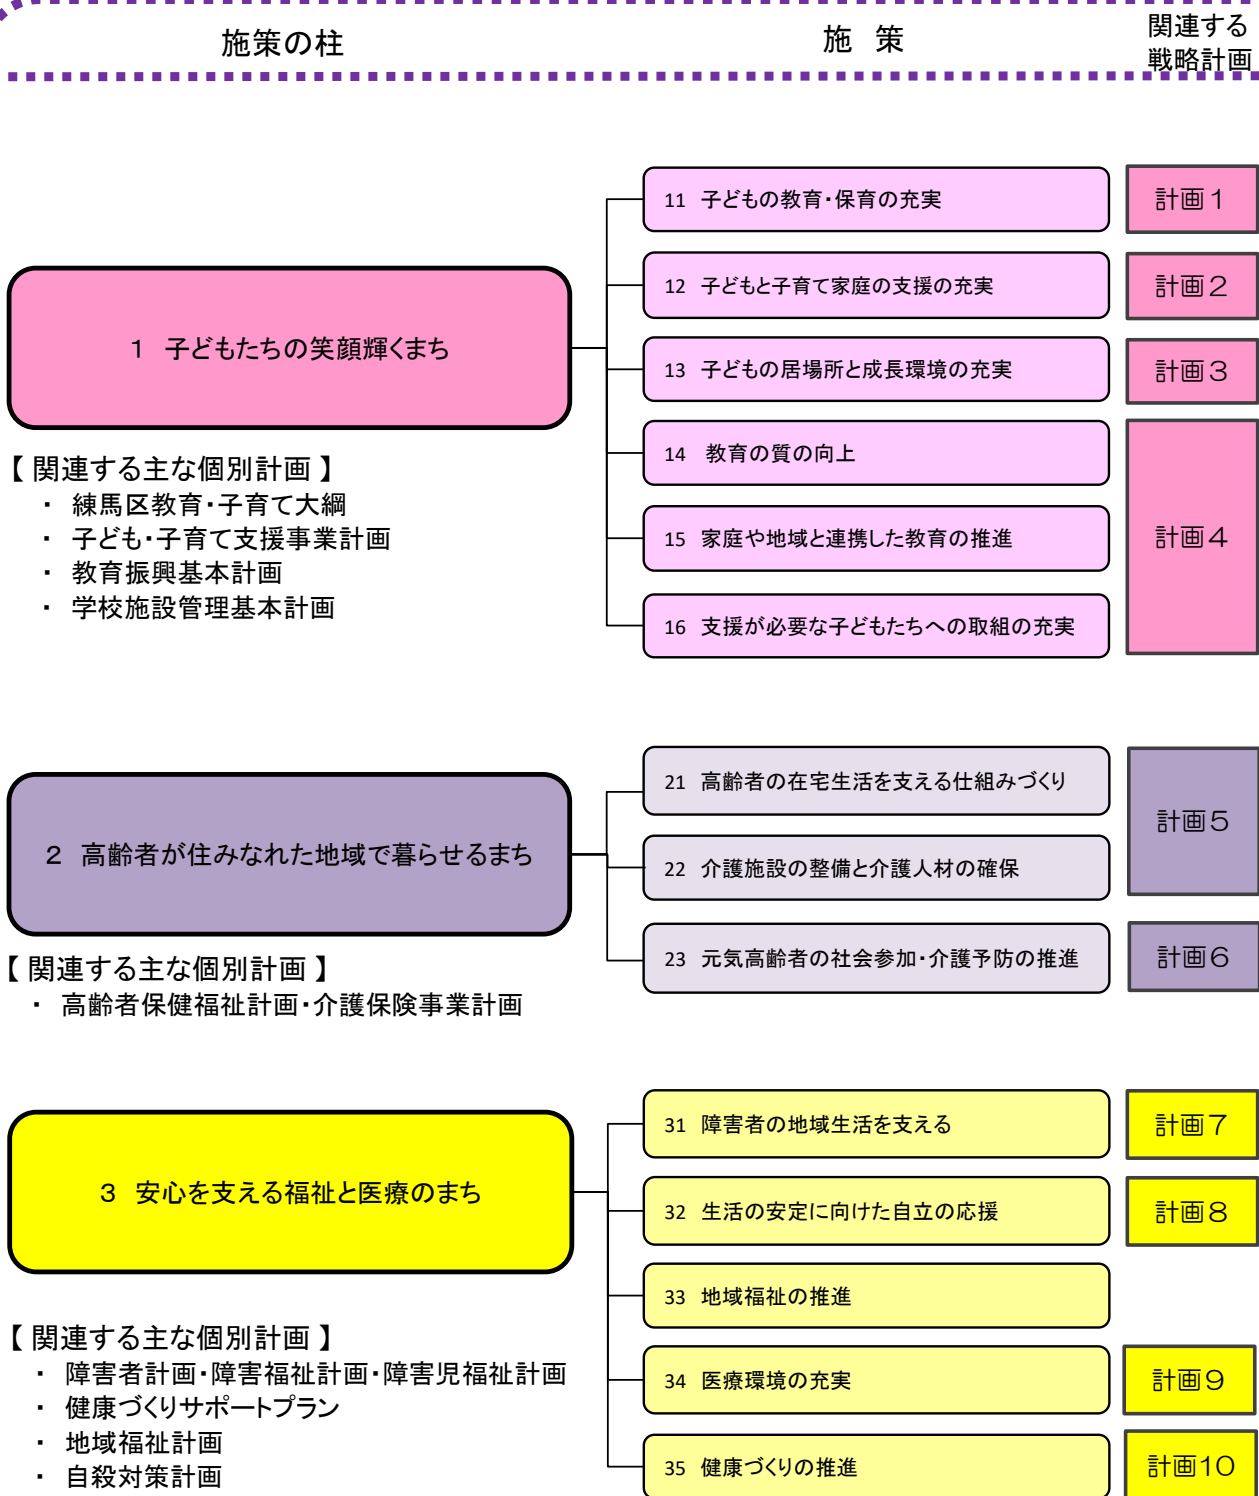 施策の柱
施　策
関連する
戦略計画
1　子どもたちの笑顔輝くまち
11　子どもの教育・保育の充実
計画1
12　子どもと子育て家庭の支援の充実
計画2
13　子どもの居場所と成長環境の充実
計画3
14　教育の質の向上
15　家庭や地域と連携した教育の推進
16　支援が必要な子どもたちへの取組の充実
計画4
【 関連する主な個別計画 】
・ 練馬区教育・子育て大綱
・ 子ども・子育て支援事業計画
・ 教育振興基本計画
・ 学校施設管理基本計画
2　高齢者が住みなれた地域で暮らせるまち
21　高齢者の在宅生活を支える仕組みづくり
22　介護施設の整備と介護人材の確保
計画5
23　元気高齢者の社会参加・介護予防の推進
計画6
【 関連する主な個別計画 】
・ 高齢者保健福祉計画・介護保険事業計画
3　安心を支える福祉と医療のまち
31　障害者の地域生活を支える
計画7
32　生活の安定に向けた自立の応援
計画8
33　地域福祉の推進
34　医療環境の充実
計画9
35　健康づくりの推進
計画10
【 関連する主な個別計画 】
・ 障害者計画・障害福祉計画・障害児福祉計画
・ 健康づくりサポートプラン
・ 地域福祉計画
・ 自殺対策計画